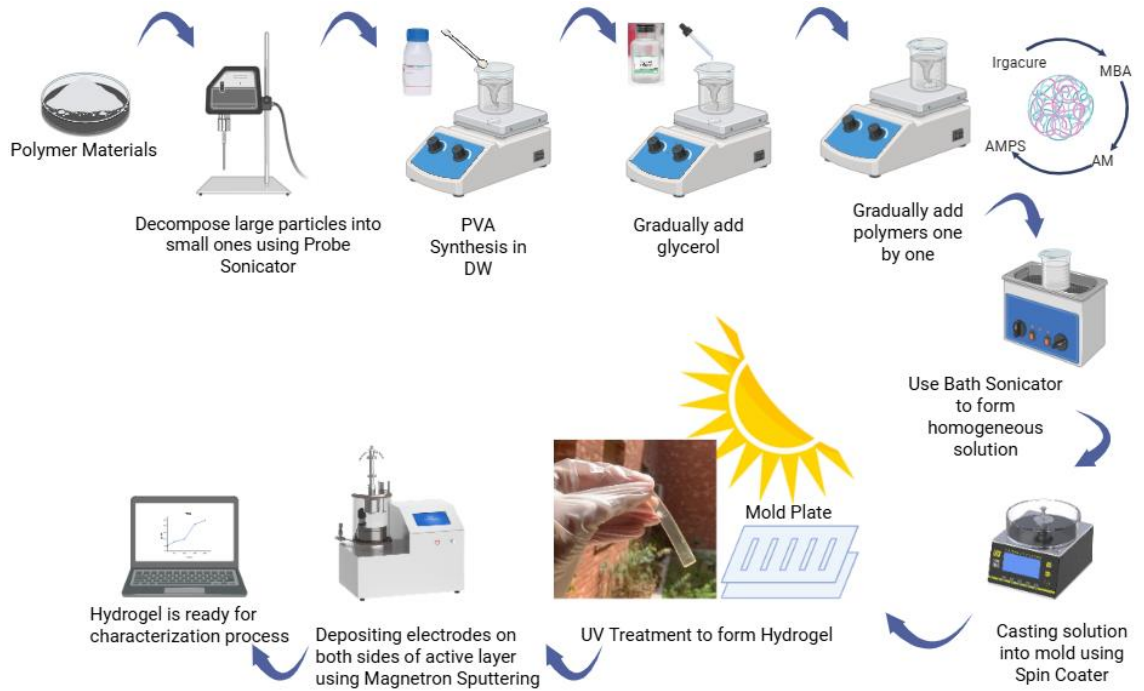 Polymer Materials
Decompose large particles into
small ones using Probe
Sonicator
PVA
Synthesis in
DW
Gradually add
glycerol
Gradually add
polymers one
by one
Irgacure
MBA
AM
AMPS
Use Bath Sonicator
to form
homogeneous
solution
Casting solution
into mold using
Spin Coater
Mold Plate
UV Treatment to form Hydrogel
Depositing electrodes on
both sides of active layer
using Magnetron Sputtering
Hydrogel is ready for
characterization process